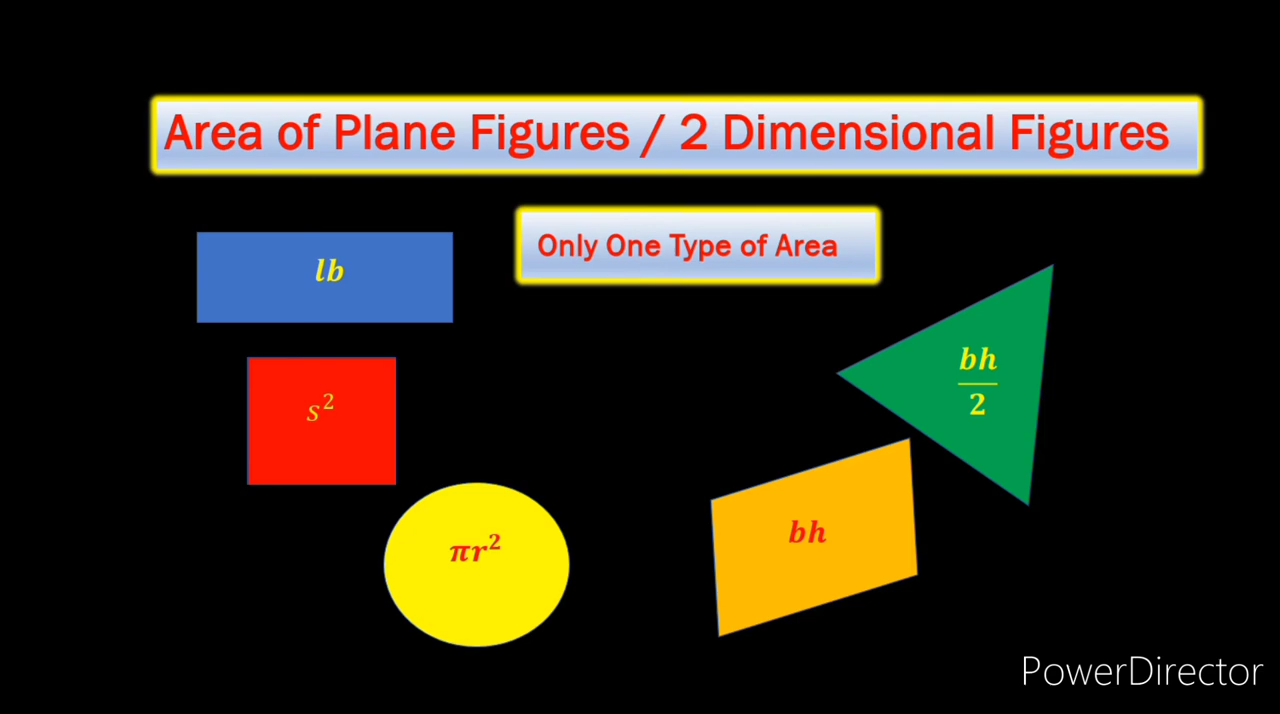 Area of Plane Figures / 2 Dimensional Figures
Only One Type of Area
lb
s²
πr²
bh
bh
2
PowerDirector